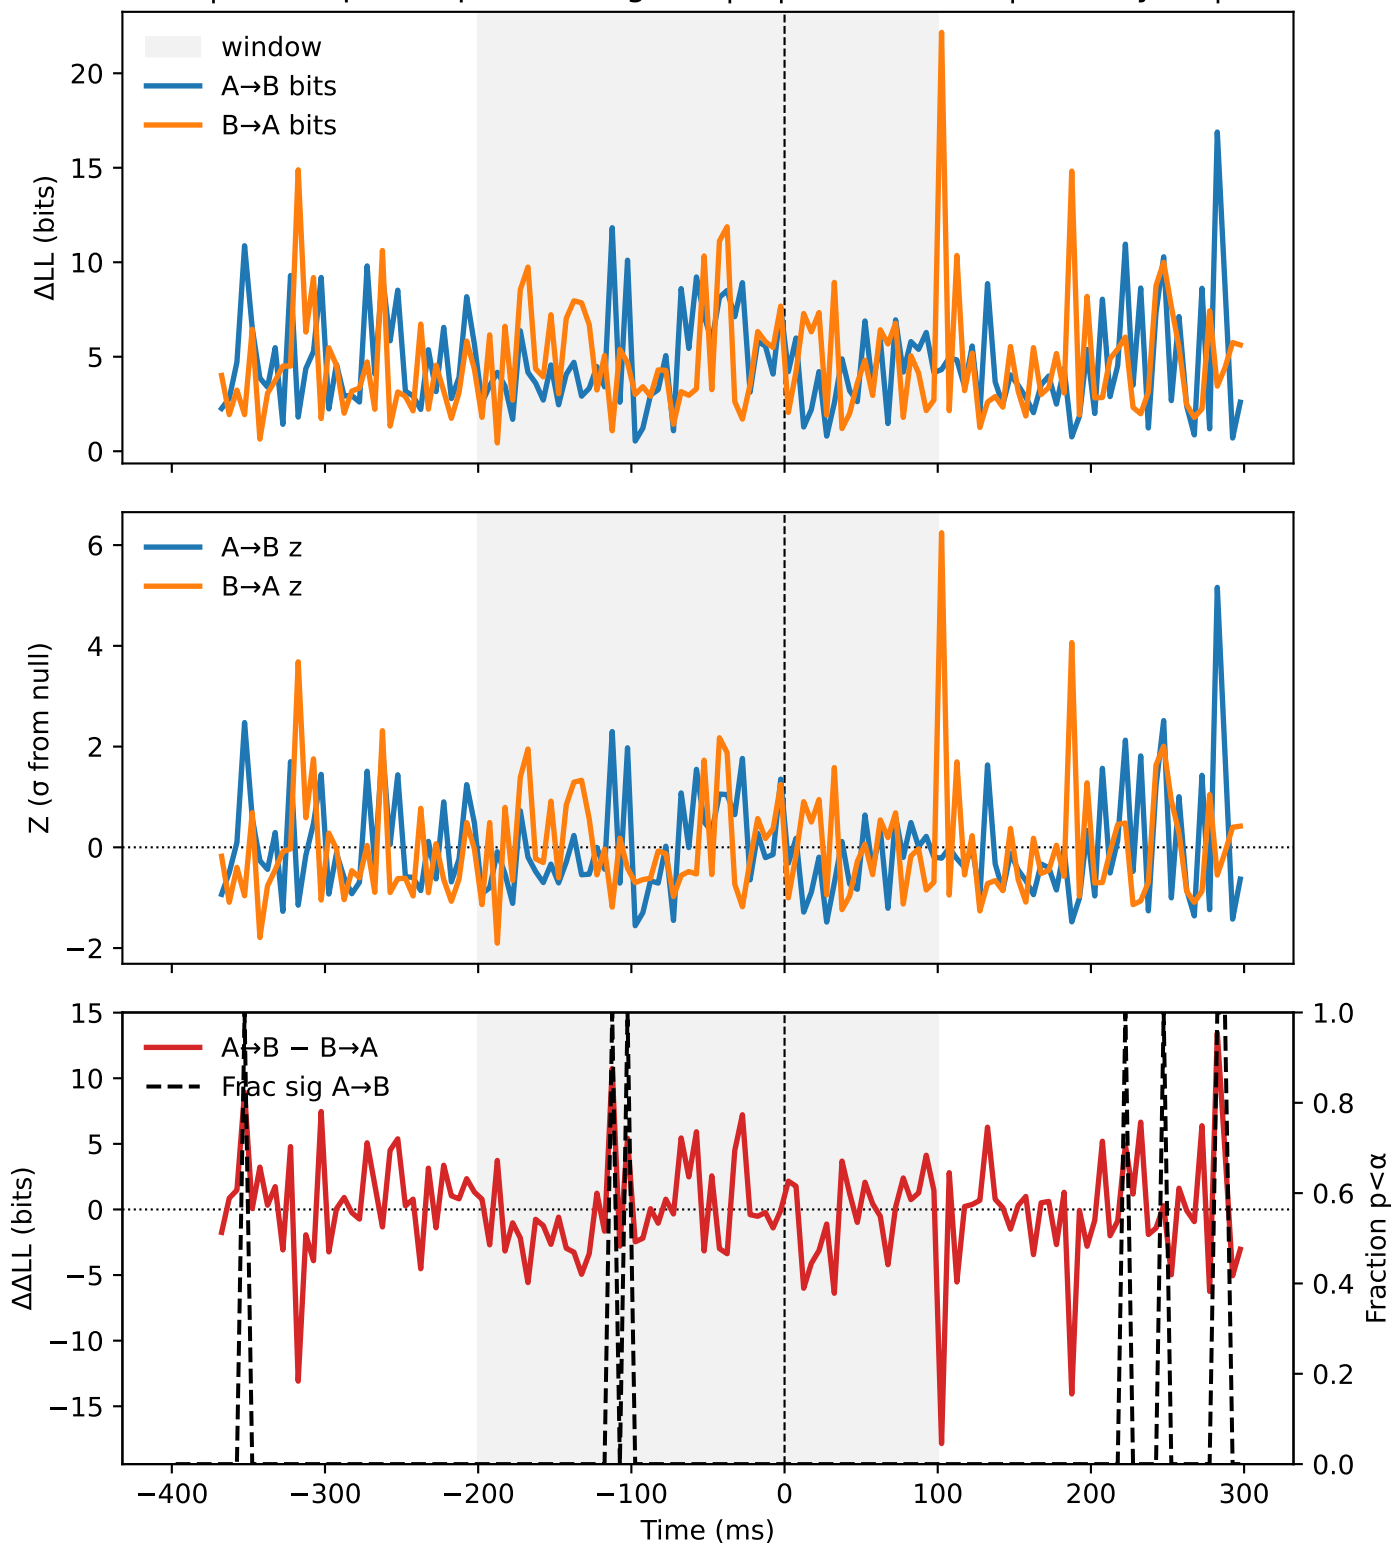 window
A→B bits
B→A bits
ΔLL (bits)
20
15
10
5
0
A→B z
B→A z
Z (σ from null)
6
4
2
0
−2
A→B − B→A
Frac sig A→B
ΔΔLL (bits)
15
10
5
0
−5
−10
−15
1.0
0.8
0.6
0.4
0.2
0.0
Fraction p<α
−400
−300
−200
−100
0
100
200
300
Time (ms)